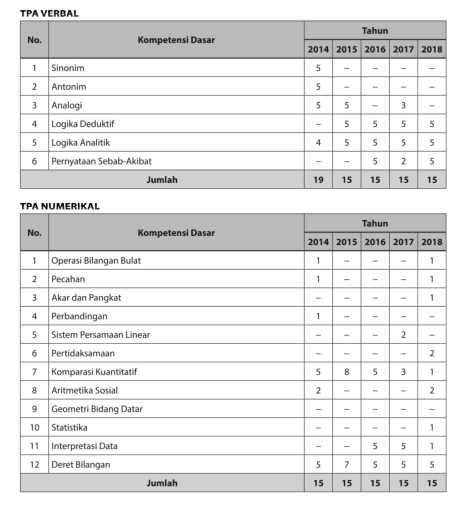 TPA VERBAL
No. Kompetensi Dasar Tahun
2014 2015 2016 2017 2018
1 Sinonim 5 – – – –
2 Antonim 5 – – – –
3 Analogi 5 5 – 3 –
4 Logika Deduktif – 5 5 5 5
5 Logika Analitik 4 5 5 5 5
6 Pernyataan Sebab-Akibat – – 5 2 5
Jumlah 19 15 15 15 15
TPA NUMERIKAL
No. Kompetensi Dasar Tahun
2014 2015 2016 2017 2018
1 Operasi Bilangan Bulat 1 – – – 1
2 Pecahan 1 – – – 1
3 Akar dan Pangkat – – – – 1
4 Perbandingan 1 – – – –
5 Sistem Persamaan Linear – – – 2 –
6 Pertidaksamaan – – – – 2
7 Komparasi Kuantitatif 5 8 5 3 1
8 Aritmetika Sosial 2 – – – 2
9 Geometri Bidang Datar – – – – –
10 Statistika – – – – 1
11 Interpretasi Data – – 5 5 1
12 Deret Bilangan 5 7 5 5 5
Jumlah 15 15 15 15 15